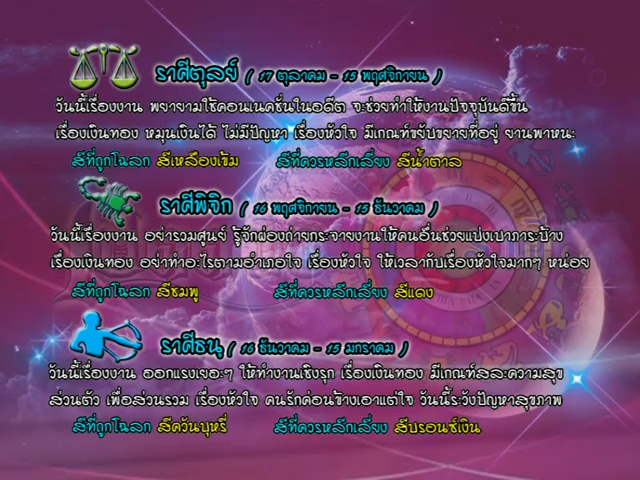 ราศีตุลย์ ( 17 ตุลาคม - 15 พฤศจิกายน )
วันนี้เรื่องงาน พยายามใช้คอนเนคชั่นในอดีต จะช่วยทำให้งานปัจจุบันดีขึ้น
เรื่องเงินทอง หมุนเงินได้ ไม่มีปัญหา เรื่องหัวใจ มีเกณฑ์ขยับขยายที่อยู่ ยานพาหนะ
สีที่ถูกโฉลก สีเหลืองเข้ม สีที่ควรหลีกเลี่ยง สีน้ำตาล
ราศีพิจิก ( 16 พฤศจิกายน - 15 ธันวาคม )
วันนี้เรื่องงาน อย่ารวมศูนย์ รู้จักผ่องถ่ายกระจายงานให้คนอื่นช่วยแบ่งเบาภาระบ้าง
เรื่องเงินทอง อย่าทำอะไรตามอำเภอใจ เรื่องหัวใจ ให้เวลากับเรื่องหัวใจมากๆ หน่อย
สีที่ถูกโฉลก สีชมพู สีที่ควรหลีกเลี่ยง สีแดง
ราศีธนู ( 16 ธันวาคม - 15 มกราคม )
วันนี้เรื่องงาน ออกแรงเยอะๆ ให้ทำงานเชิงรุก เรื่องเงินทอง มีเกณฑ์สละความสุข
ส่วนตัว เพื่อส่วนรวม เรื่องหัวใจ คนรักค่อนข้างเอาแต่ใจ วันนี้ระวังปัญหาสุขภาพ
สีที่ถูกโฉลก สีควันบุหรี่ สีที่ควรหลีกเลี่ยง สีบรอนซ์เงิน